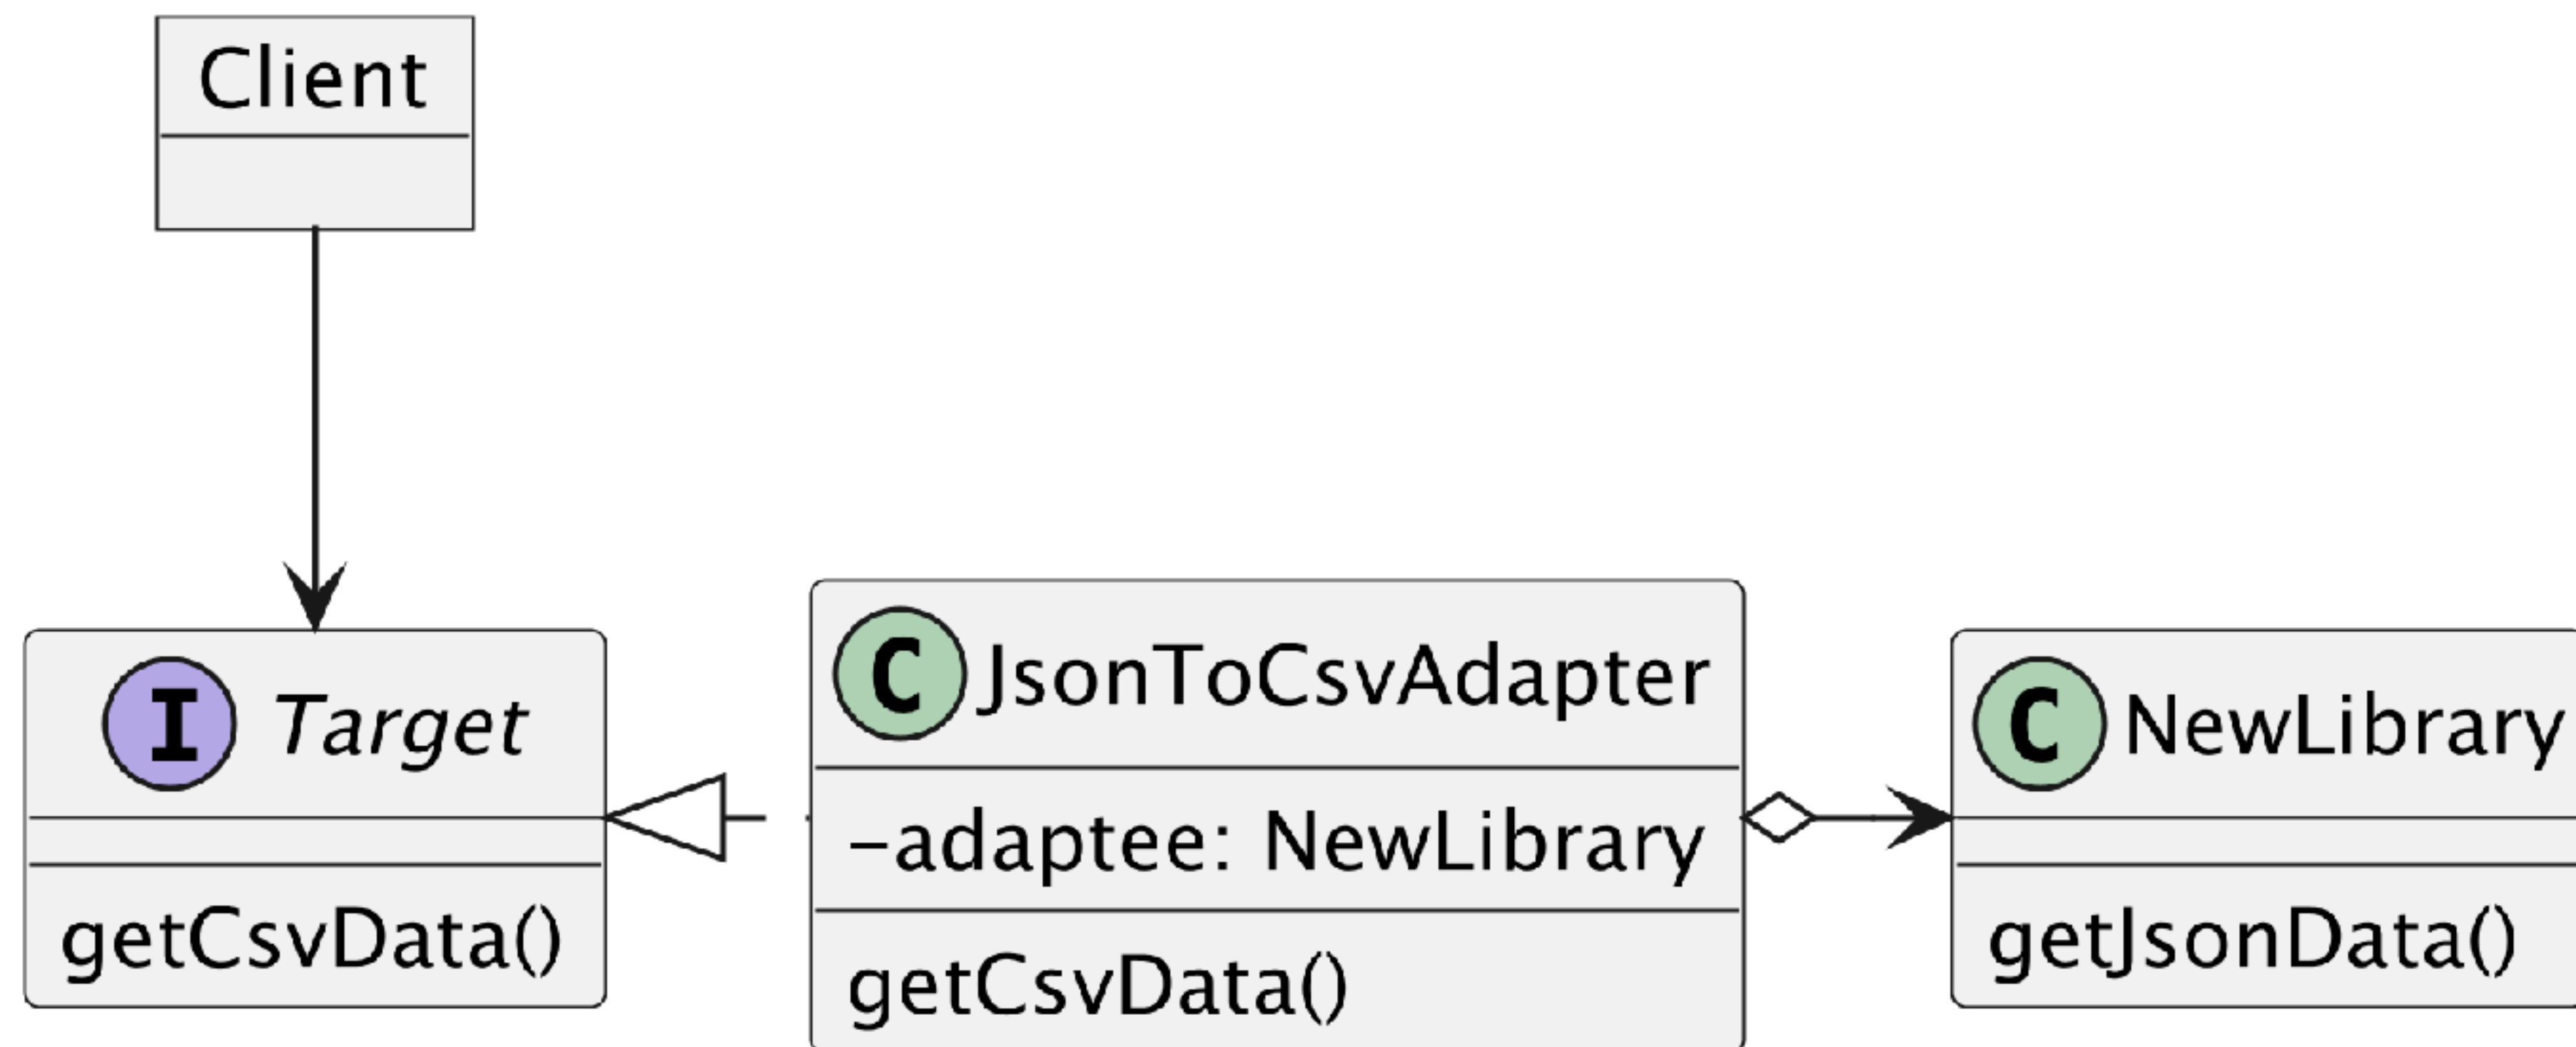 Client
I Target
getCsvData()
C JsonToCsvAdapter
-adaptee: NewLibrary
getCsvData()
C NewLibrary
getJsonData()